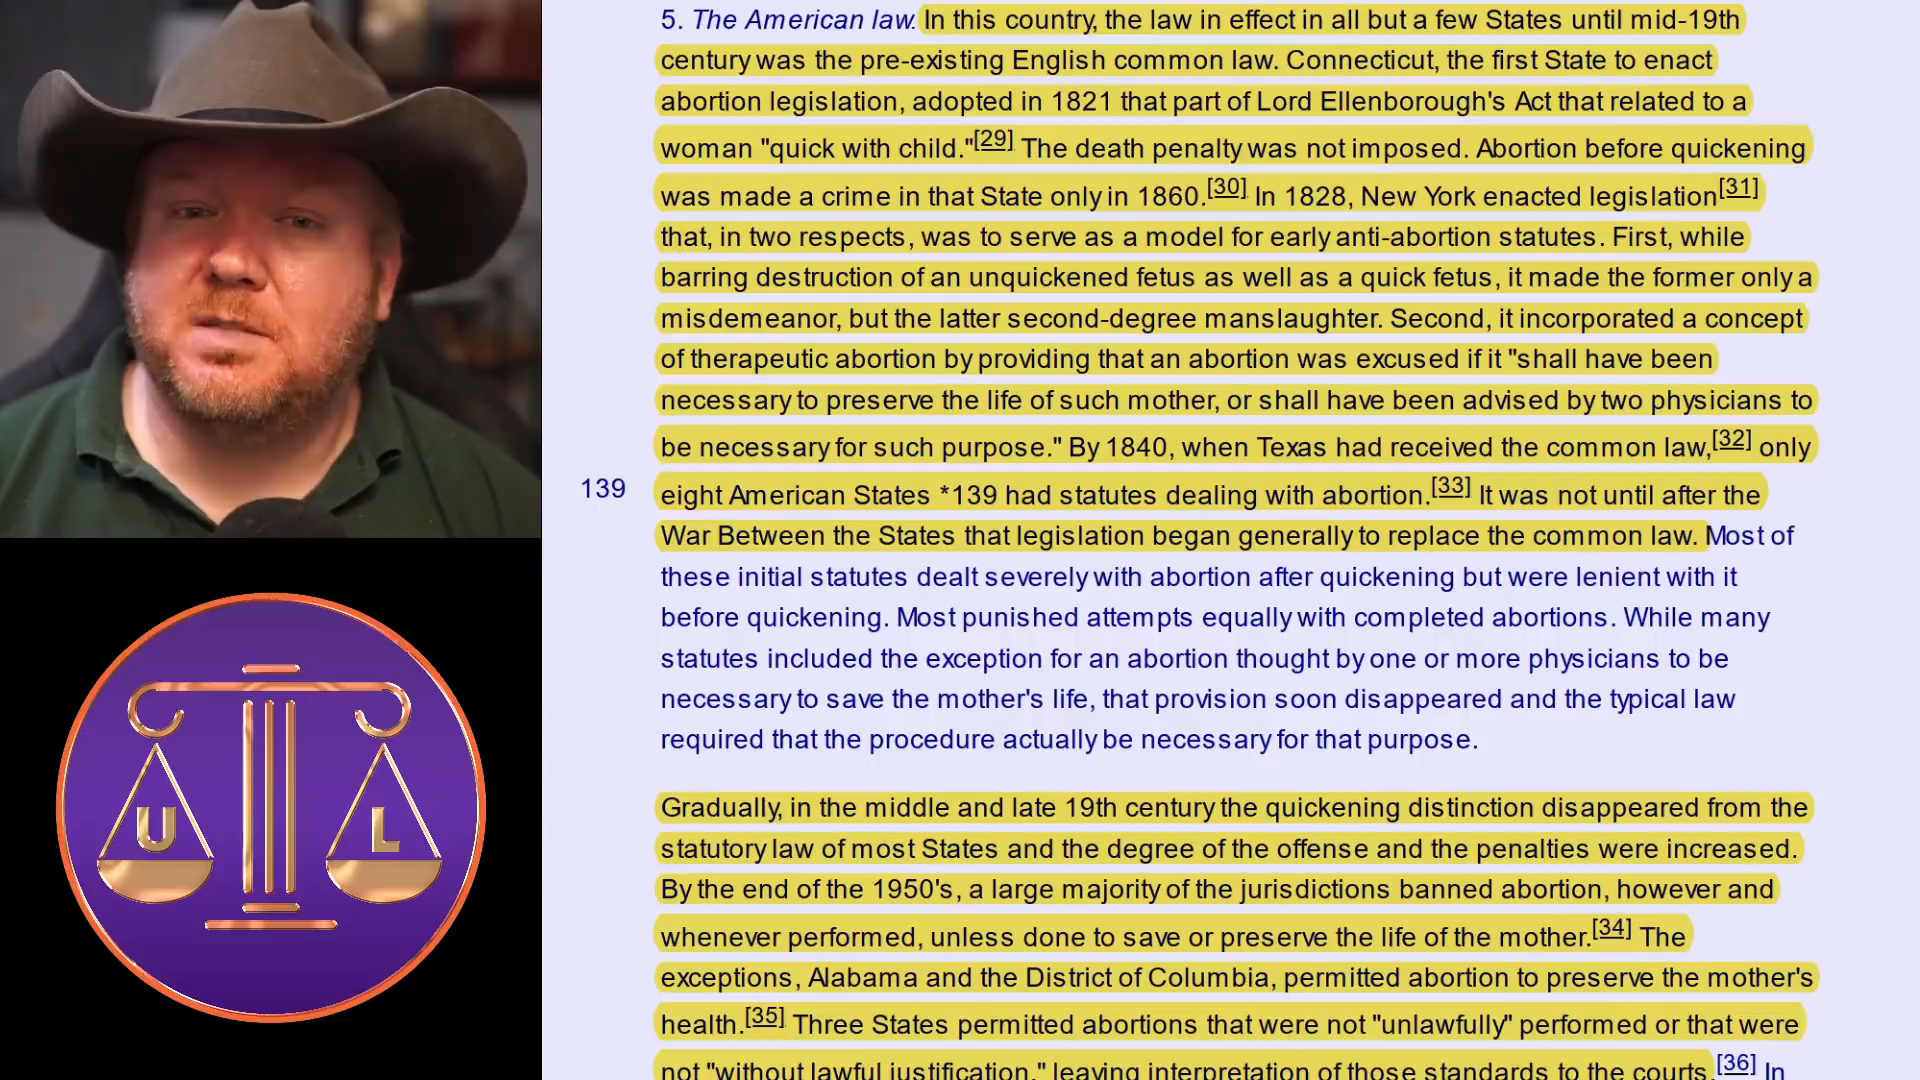 5. The American law. In this country, the law in effect in all but a few States until mid-19th
century was the pre-existing English common law. Connecticut, the first State to enact
abortion legislation, adopted in 1821 that part of Lord Ellenborough's Act that related to a
woman "quick with child."[29] The death penalty was not imposed. Abortion before quickening
was made a crime in that State only in 1860.[30] In 1828, New York enacted legislation[31]
that, in two respects, was to serve as a model for early anti-abortion statutes. First, while
barring destruction of an unquickened fetus as well as a quick fetus, it made the former only a
misdemeanor, but the latter second-degree manslaughter. Second, it incorporated a concept
of therapeutic abortion by providing that an abortion was excused if it "shall have been
necessary to preserve the life of such mother, or shall have been advised by two physicians to
be necessary for such purpose." By 1840, when Texas had received the common law,[32] only
139
eight American States *139 had statutes dealing with abortion.[33] It was not until after the
War Between the States that legislation began generally to replace the common law. Most of
these initial statutes dealt severely with abortion after quickening but were lenient with it
before quickening. Most punished attempts equally with completed abortions. While many
statutes included the exception for an abortion thought by one or more physicians to be
necessary to save the mother's life, that provision soon disappeared and the typical law
required that the procedure actually be necessary for that purpose.
Gradually, in the middle and late 19th century the quickening distinction disappeared from the
statutory law of most States and the degree of the offense and the penalties were increased.
By the end of the 1950's, a large majority of the jurisdictions banned abortion, however and
whenever performed, unless done to save or preserve the life of the mother.[34] The
exceptions, Alabama and the District of Columbia, permitted abortion to preserve the mother's
health.[35] Three States permitted abortions that were not "unlawfully" performed or that were
not "without lawful justification," leaving interpretation of those standards to the courts.[36] In
U L